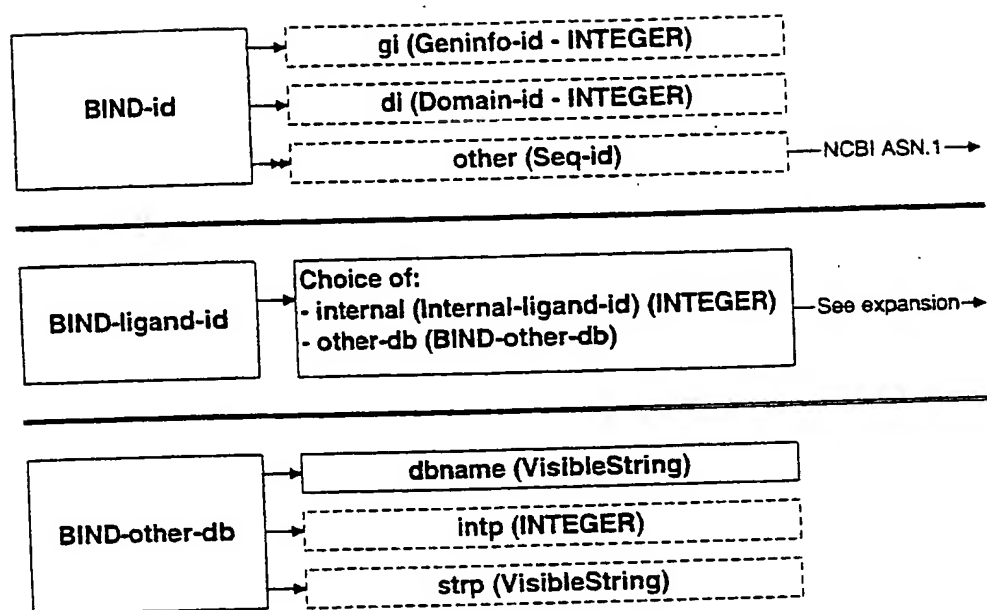 gi (Geninfo-id - INTEGER)
BIND-id
di (Domain-id - INTEGER)
other (Seq-id)
NCBI ASN.1
BIND-ligand-id
Choice of:
- internal (Internal-ligand-id) (INTEGER)
- other-db (BIND-other-db)
See expansion
BIND-other-db
dbname (VisibleString)
intp (INTEGER)
strp (VisibleString)